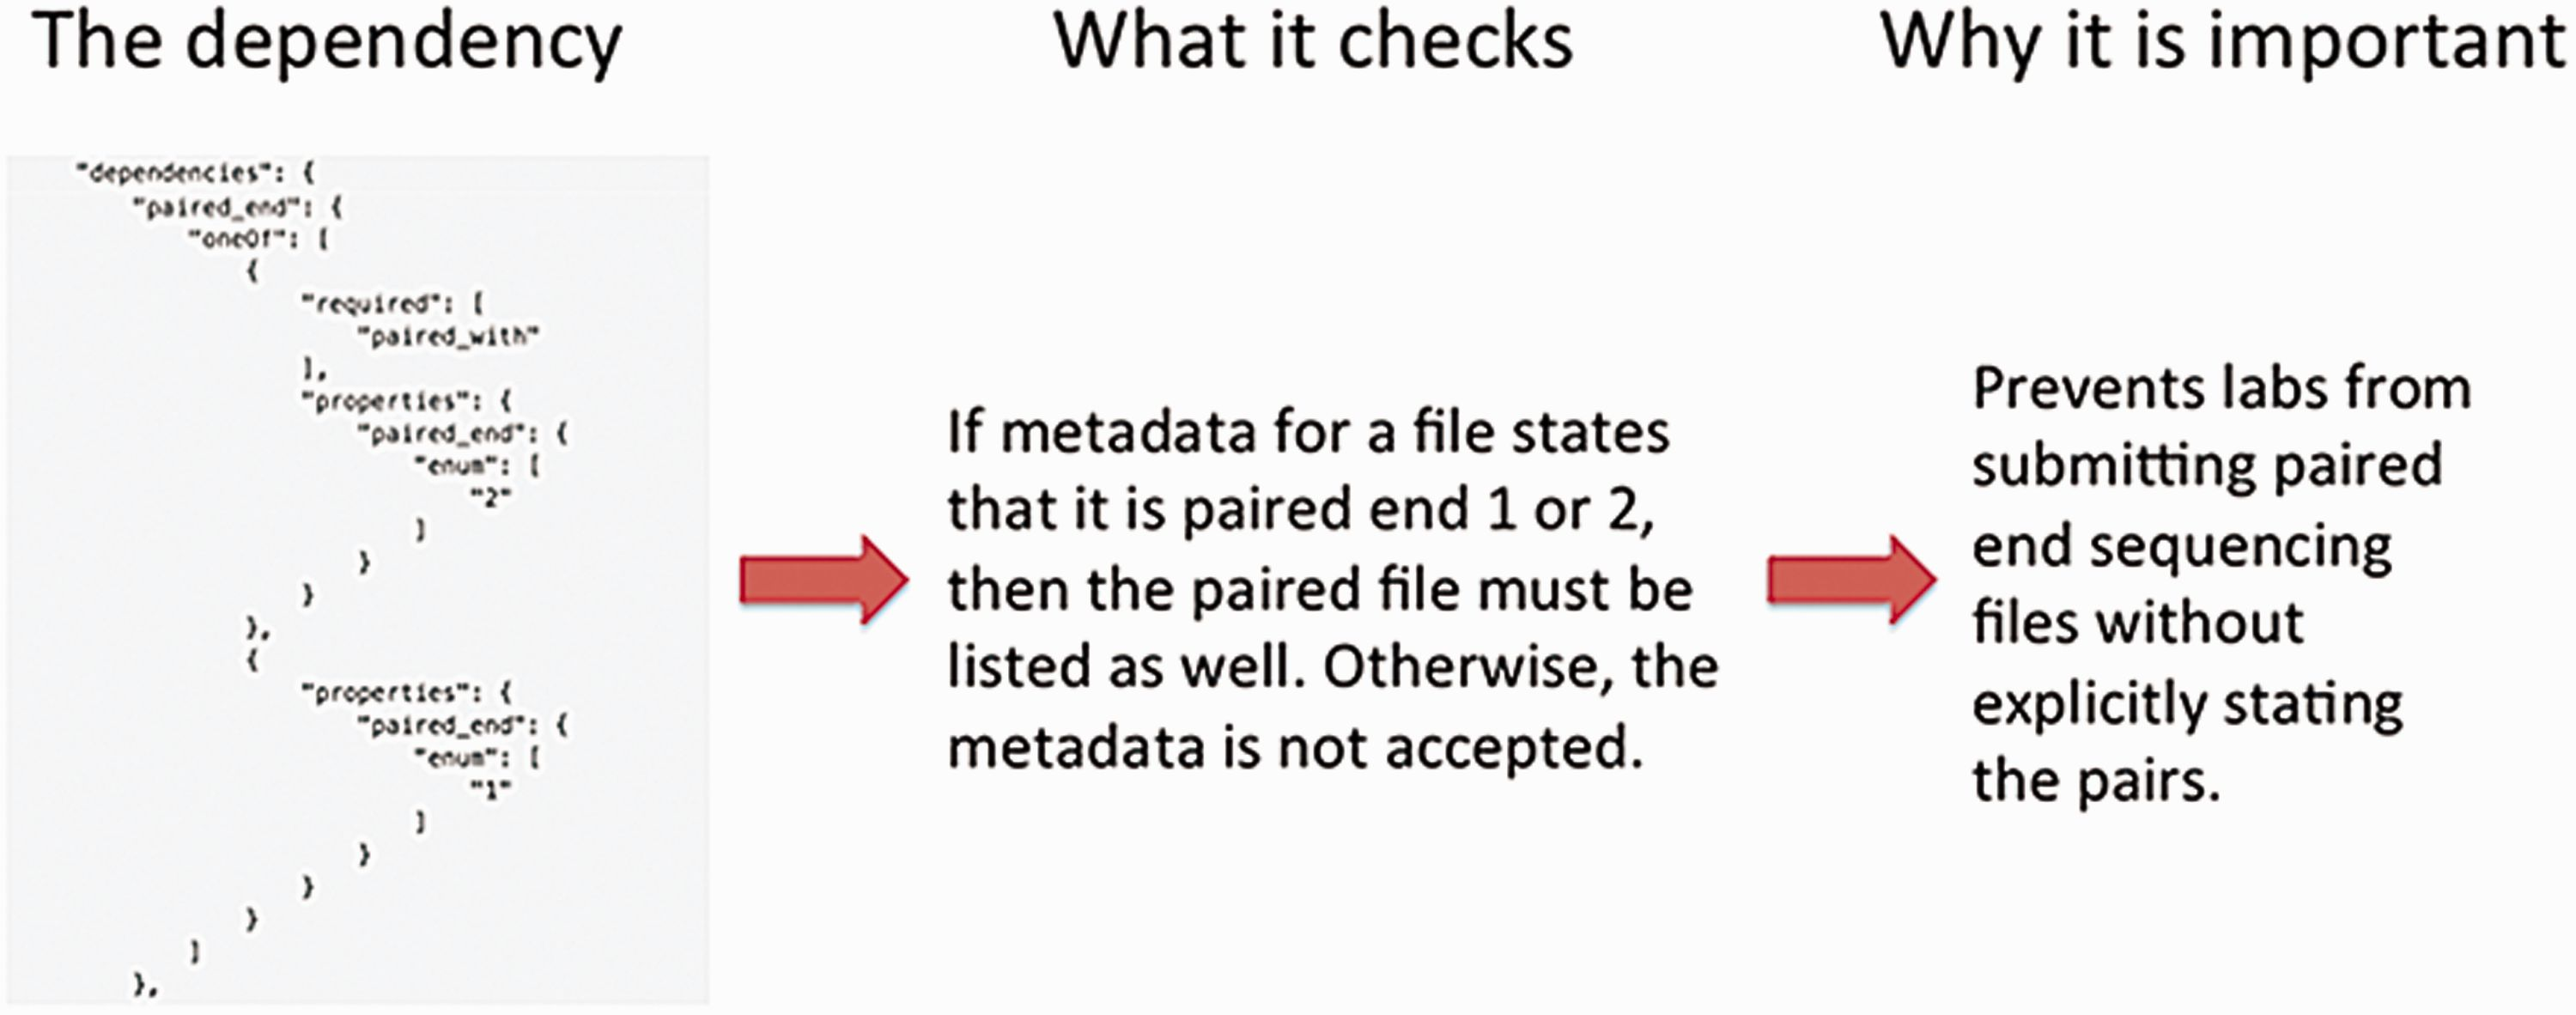 The dependency
What it checks
Why it is important
"dependencies": {
"paired_end": {
"oneOf": [
{
"required": [
"paired_with"
],
"properties": {
"paired_end": {
"enum": [
"2"
]
}
}
},
{
"properties": {
"paired_end": {
"enum": [
"1"
]
}
}
}
]
},
If metadata for a file states
that it is paired end 1 or 2,
then the paired file must be
listed as well. Otherwise, the
metadata is not accepted.
Prevents labs from
submitting paired
end sequencing
files without
explicitly stating
the pairs.